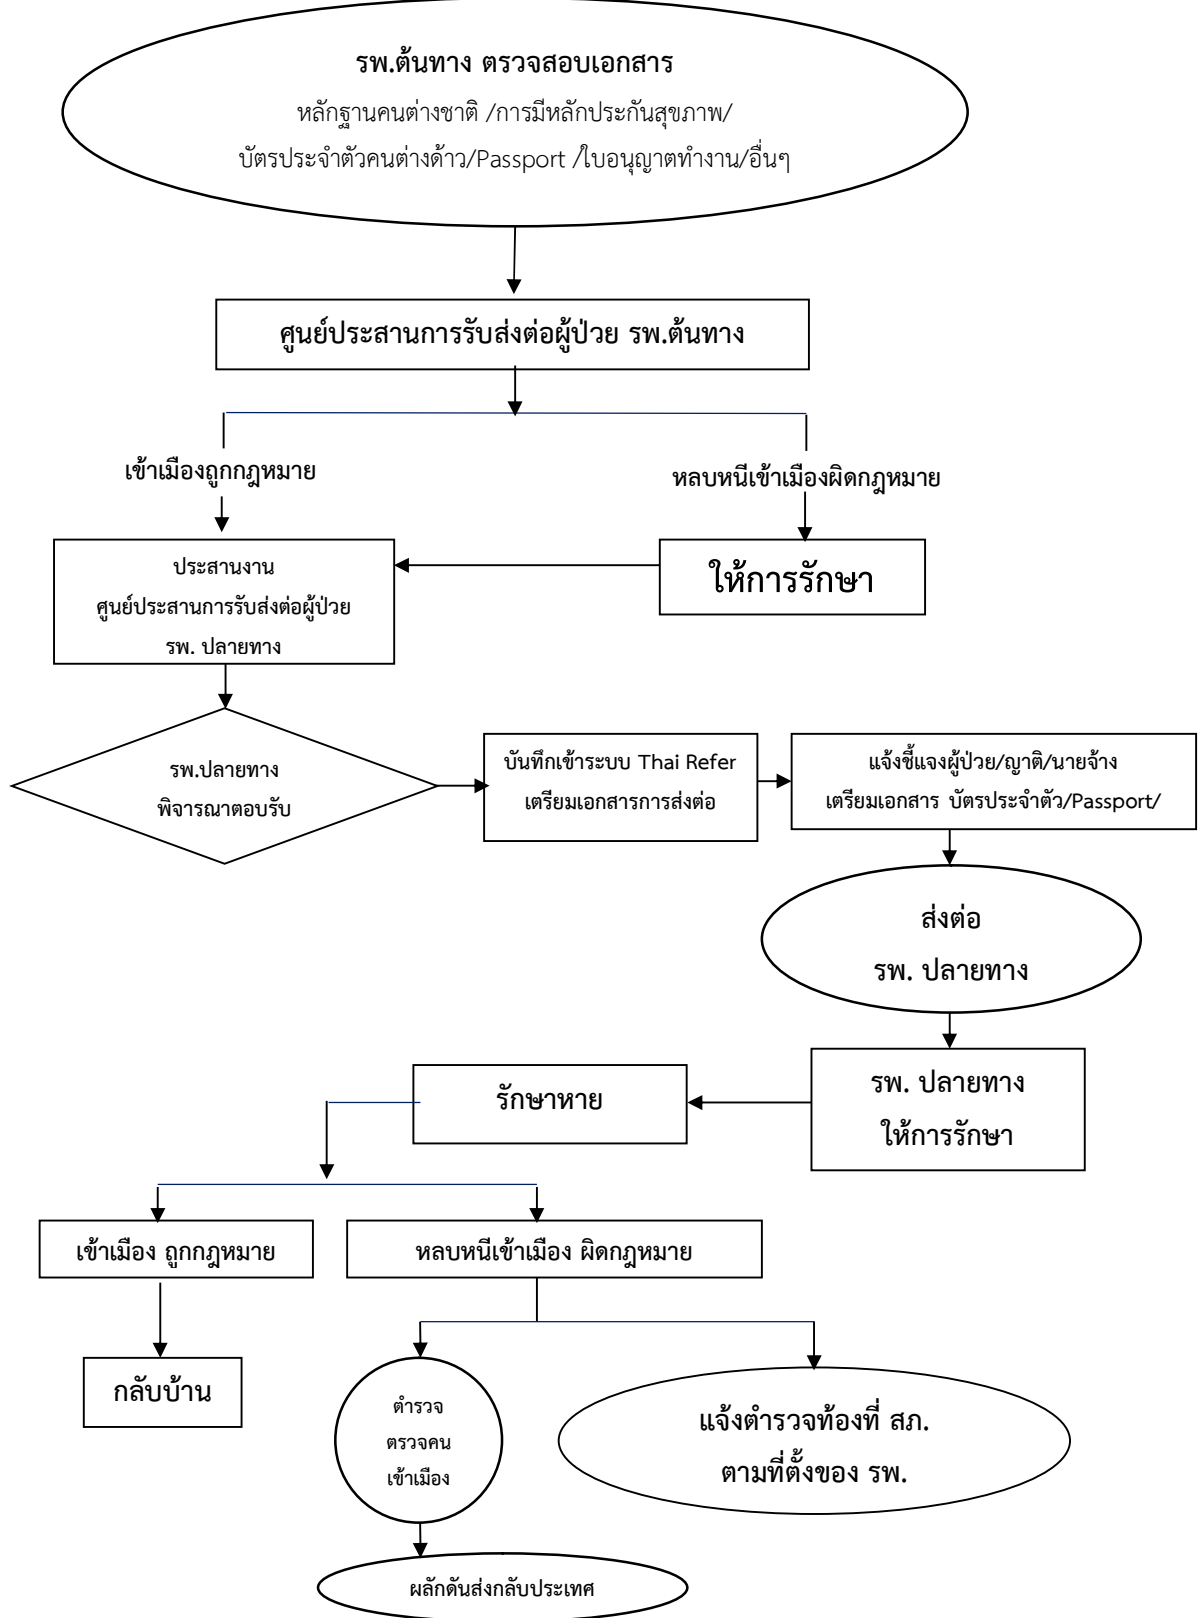 รพ.ต้นทาง ตรวจสอบเอกสาร
หลักฐานคนต่างชาติ /การมีหลักประกันสุขภาพ/
บัตรประจำตัวคนต่างด้าว/Passport /ใบอนุญาตทำงาน/อื่นๆ
ศูนย์ประสานการรับส่งต่อผู้ป่วย รพ.ต้นทาง
เข้าเมืองถูกกฎหมาย
หลบหนีเข้าเมืองผิดกฎหมาย
ประสานงาน
ศูนย์ประสานการรับส่งต่อผู้ป่วย
รพ. ปลายทาง
ให้การรักษา
รพ.ปลายทาง
พิจารณาตอบรับ
บันทึกเข้าระบบ Thai Refer
เตรียมเอกสารการส่งต่อ
แจ้งชี้แจงผู้ป่วย/ญาติ/นายจ้าง
เตรียมเอกสาร บัตรประจำตัว/Passport/
ส่งต่อ
รพ. ปลายทาง
รพ. ปลายทาง
ให้การรักษา
รักษาหาย
เข้าเมือง ถูกกฎหมาย
หลบหนีเข้าเมือง ผิดกฎหมาย
กลับบ้าน
ตำรวจ
ตรวจคน
เข้าเมือง
แจ้งตำรวจท้องที่ สภ.
ตามที่ตั้งของ รพ.
ผลักดันส่งกลับประเทศ